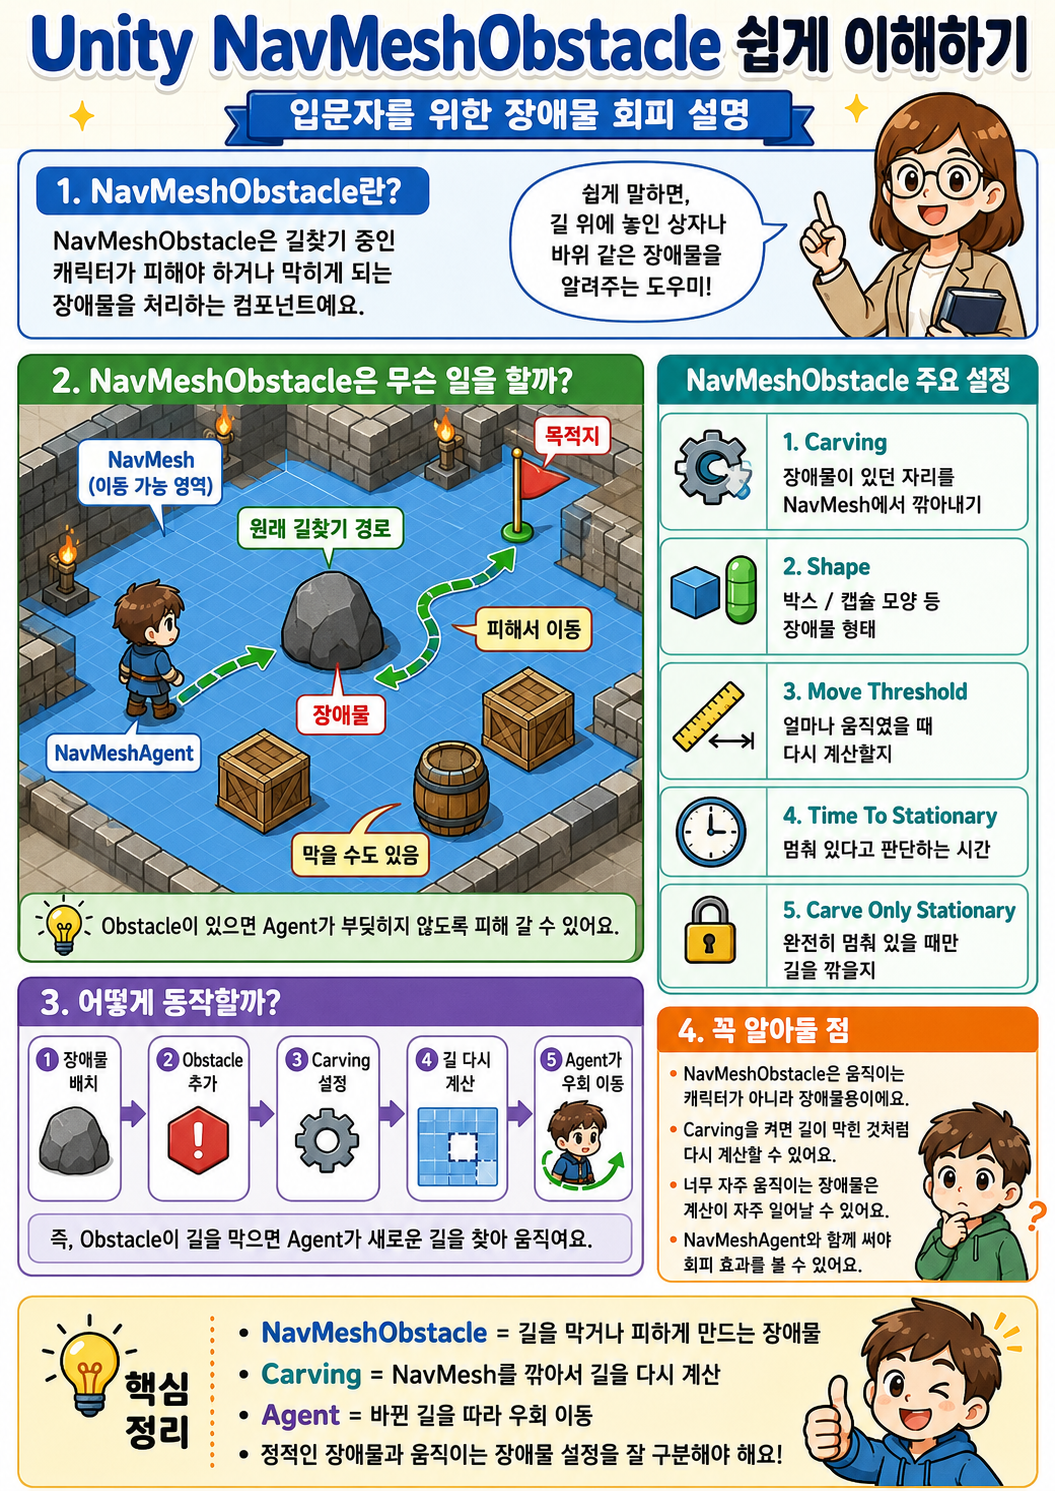 Unity NavMeshObstacle 쉽게 이해하기
입문자를 위한 장애물 회피 설명
1. NavMeshObstacle란?
NavMeshObstacle은 길찾기 중인
캐릭터가 피해야 하거나 막히게 되는
장애물을 처리하는 컴포넌트예요.
쉽게 말하면,
길 위에 놓인 상자나
바위 같은 장애물을
알려주는 도우미!
2. NavMeshObstacle은 무슨 일을 할까?
NavMesh
(이동 가능 영역)
목적지
원래 길찾기 경로
피해서 이동
장애물
NavMeshAgent
막을 수도 있음
Obstacle이 있으면 Agent가 부딪히지 않도록 피해 갈 수 있어요.
NavMeshObstacle 주요 설정
1. Carving
장애물이 있던 자리를
NavMesh에서 깎아내기
2. Shape
박스 / 캡슐 모양 등
장애물 형태
3. Move Threshold
얼마나 움직였을 때
다시 계산할지
4. Time To Stationary
멈춰 있다고 판단하는 시간
5. Carve Only Stationary
완전히 멈춰 있을 때만
길을 깎을지
3. 어떻게 동작할까?
1 장애물
배치
2 Obstacle
추가
3 Carving
설정
4 길 다시
계산
5 Agent가
우회 이동
즉, Obstacle이 길을 막으면 Agent가 새로운 길을 찾아 움직여요.
4. 꼭 알아둘 점
• NavMeshObstacle은 움직이는
캐릭터가 아니라 장애물용이에요.
• Carving을 켜면 길이 막힌 것처럼
다시 계산할 수 있어요.
• 너무 자주 움직이는 장애물은
계산이 자주 일어날 수 있어요.
• NavMeshAgent와 함께 써야
회피 효과를 볼 수 있어요.
?
핵심
정리
• NavMeshObstacle = 길을 막거나 피하게 만드는 장애물
• Carving = NavMesh를 깎아서 길을 다시 계산
• Agent = 바뀐 길을 따라 우회 이동
• 정적인 장애물과 움직이는 장애물 설정을 잘 구분해야 해요!